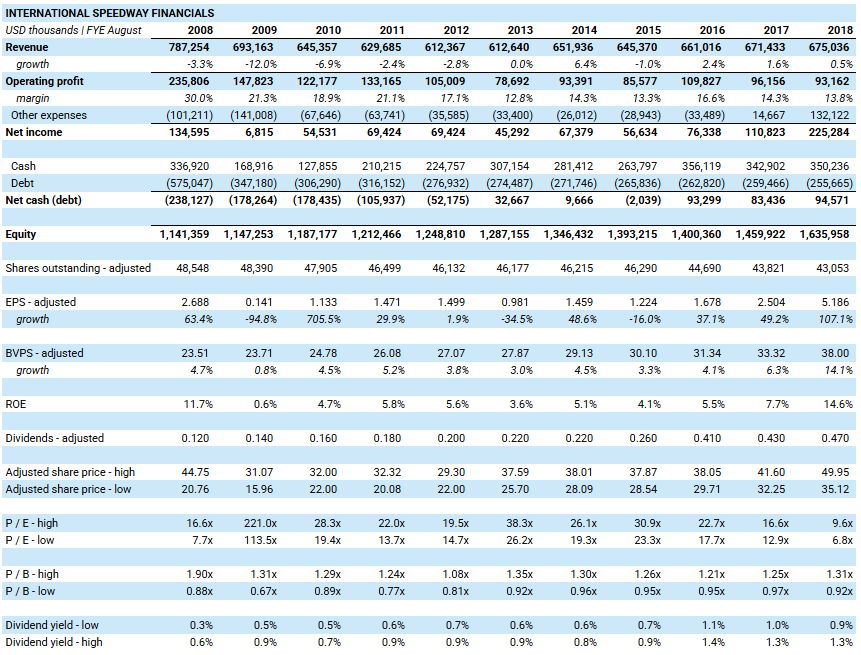 INTERNATIONAL SPEEDWAY FINANCIALS
USD thousands | FYE August 2008 2009 2010 2011 2012 2013 2014 2015 2016 2017 2018
Revenue 787,254 693,163 645,357 629,685 612,367 612,640 651,936 645,370 661,016 671,433 675,036
growth -3.3% -12.0% -6.9% -2.4% -2.8% 0.0% 6.4% -1.0% 2.4% 1.6% 0.5%
Operating profit 235,806 147,823 122,177 133,165 105,009 78,692 93,391 85,577 109,827 96,156 93,162
margin 30.0% 21.3% 18.9% 21.1% 17.1% 12.8% 14.3% 13.3% 16.6% 14.3% 13.8%
Other expenses (101,211) (141,008) (67,646) (63,741) (35,585) (33,400) (26,012) (28,943) (33,489) 14,667 132,122
Net income 134,595 6,815 54,531 69,424 69,424 45,292 67,379 56,634 76,338 110,823 225,284
Cash 336,920 168,916 127,855 210,215 224,757 307,154 281,412 263,797 356,119 342,902 350,236
Debt (575,047) (347,180) (306,290) (316,152) (276,932) (274,487) (271,746) (265,836) (262,820) (259,466) (255,665)
Net cash (debt) (238,127) (178,264) (178,435) (105,937) (52,175) 32,667 9,666 (2,039) 93,299 83,436 94,571
Equity 1,141,359 1,147,253 1,187,177 1,212,466 1,248,810 1,287,155 1,346,432 1,393,215 1,400,360 1,459,922 1,635,958
Shares outstanding - adjusted 48,548 48,390 47,905 46,499 46,132 46,177 46,215 46,290 44,690 43,821 43,053
EPS - adjusted 2.688 0.141 1.133 1.471 1.499 0.981 1.459 1.224 1.678 2.504 5.186
growth 63.4% -94.8% 705.5% 29.9% 1.9% -34.5% 48.6% -16.0% 37.1% 49.2% 107.1%
BVPS - adjusted 23.51 23.71 24.78 26.08 27.07 27.87 29.13 30.10 31.34 33.32 38.00
growth 4.7% 0.8% 4.5% 5.2% 3.8% 3.0% 4.5% 3.3% 4.1% 6.3% 14.1%
ROE 11.7% 0.6% 4.7% 5.8% 5.6% 3.6% 5.1% 4.1% 5.5% 7.7% 14.6%
Dividends - adjusted 0.120 0.140 0.160 0.180 0.200 0.220 0.220 0.260 0.410 0.430 0.470
Adjusted share price - high 44.75 31.07 32.00 32.32 29.30 37.59 38.01 37.87 38.05 41.60 49.95
Adjusted share price - low 20.76 15.96 22.00 20.08 22.00 25.70 28.09 28.54 29.71 32.25 35.12
P / E - high 16.6x 221.0x 28.3x 22.0x 19.5x 38.3x 26.1x 30.9x 22.7x 16.6x 9.6x
P / E - low 7.7x 113.5x 19.4x 13.7x 14.7x 26.2x 19.3x 23.3x 17.7x 12.9x 6.8x
P / B - high 1.90x 1.31x 1.29x 1.24x 1.08x 1.35x 1.30x 1.26x 1.21x 1.25x 1.31x
P / B - low 0.88x 0.67x 0.89x 0.77x 0.81x 0.92x 0.96x 0.95x 0.95x 0.97x 0.92x
Dividend yield - low 0.3% 0.5% 0.5% 0.6% 0.7% 0.6% 0.6% 0.7% 1.1% 1.0% 0.9%
Dividend yield - high 0.6% 0.9% 0.7% 0.9% 0.9% 0.9% 0.8% 0.9% 1.4% 1.3% 1.3%